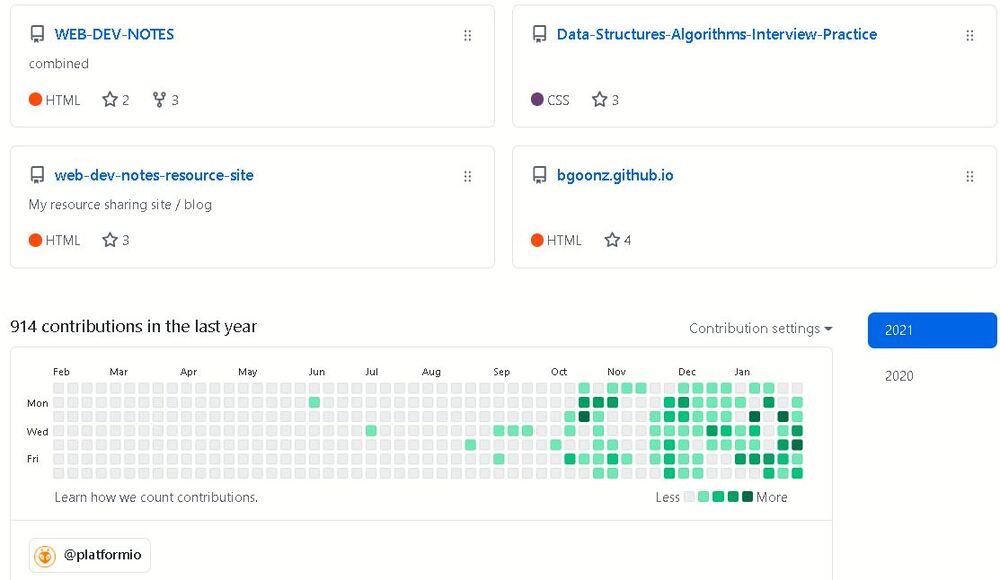 WEB-DEV-NOTES
combined
HTML 2 3
Data-Structures-Algorithms-Interview-Practice
CSS 3
web-dev-notes-resource-site
My resource sharing site / blog
HTML 3
bgoonz.github.io
HTML 4
914 contributions in the last year
Contribution settings
2021
2020
Feb Mar Apr May Jun Jul Aug Sep Oct Nov Dec Jan
Mon
Wed
Fri
Learn how we count contributions.
Less More
@platformio